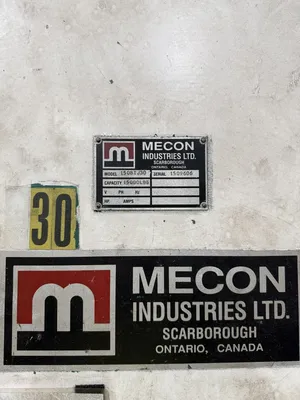 MECON
INDUSTRIES LTD.
SCARBOROUGH
ONTARIO, CANADA
MODEL SERIAL
CAPACITY
V PH HZ
HP AMPS
30
MECON
INDUSTRIES LTD.
SCARBOROUGH
ONTARIO, CANADA